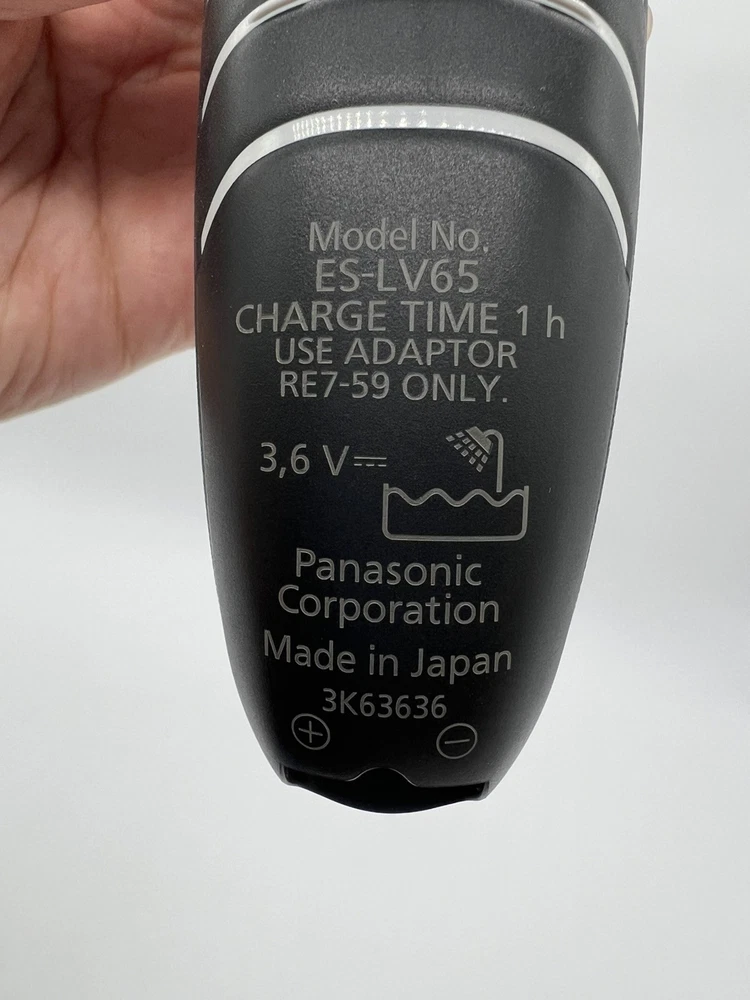 Model No.
ES-LV65
CHARGE TIME 1 h
USE ADAPTOR
RE7-59 ONLY.
3,6 V⎓
Panasonic
Corporation
Made in Japan
3K63636
+ −